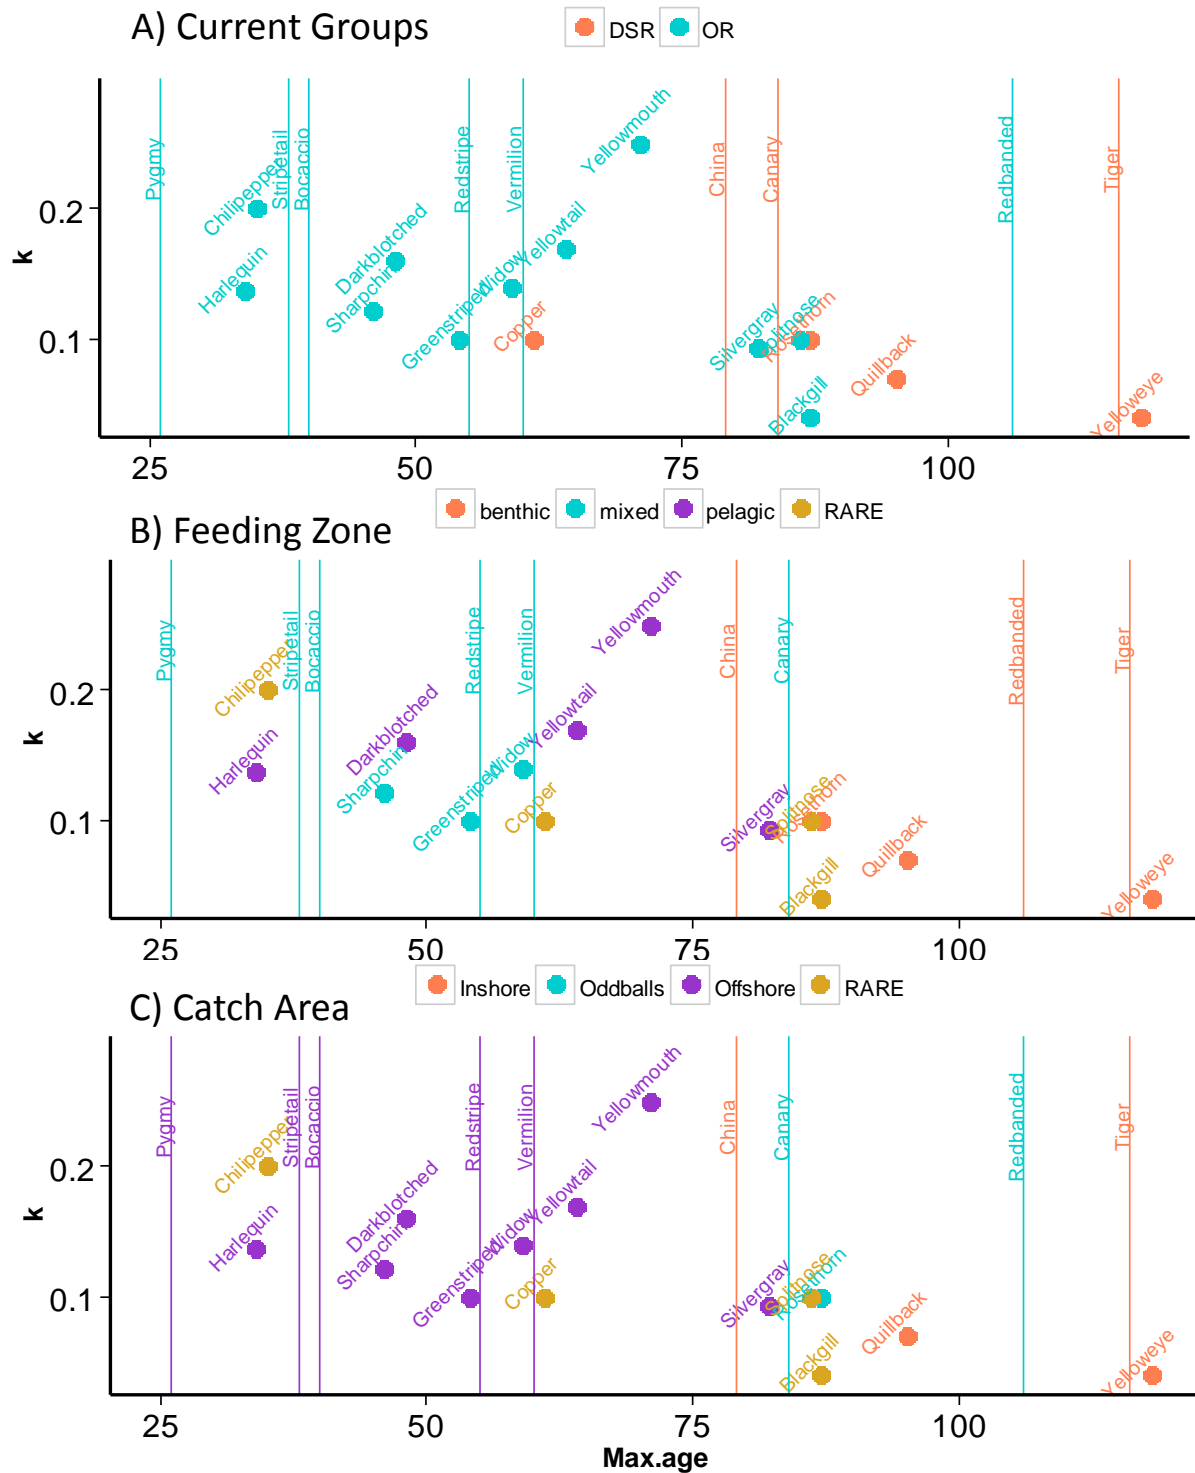 A) Current Groups
DSR OR
Pygmy
Chilipepper
Harlequin
Stripetail
Bocaccio
Darkblotched
Sharpchin
Redstripe
Greenstriped
Widow
Vermilion
Copper
Yellowtail
Yellowmouth
China
Canary
Silvergray
Splitnose
Rosethorn
Blackgill
Quillback
Redbanded
Tiger
Yelloweye
0.2
0.1
k
25 50 75 100
benthic mixed pelagic RARE
B) Feeding Zone
Pygmy
Chilipepper
Harlequin
Stripetail
Bocaccio
Darkblotched
Sharpchin
Redstripe
Greenstriped
Widow
Vermilion
Copper
Yellowtail
Yellowmouth
China
Canary
Silvergray
Splitnose
Rosethorn
Blackgill
Quillback
Redbanded
Tiger
Yelloweye
0.2
0.1
k
25 50 75 100
Inshore Oddballs Offshore RARE
C) Catch Area
Pygmy
Chilipepper
Harlequin
Stripetail
Bocaccio
Darkblotched
Sharpchin
Redstripe
Greenstriped
Widow
Vermilion
Copper
Yellowtail
Yellowmouth
China
Canary
Silvergray
Splitnose
Rosethorn
Blackgill
Quillback
Redbanded
Tiger
Yelloweye
0.2
0.1
k
25 50 75 100
Max.age